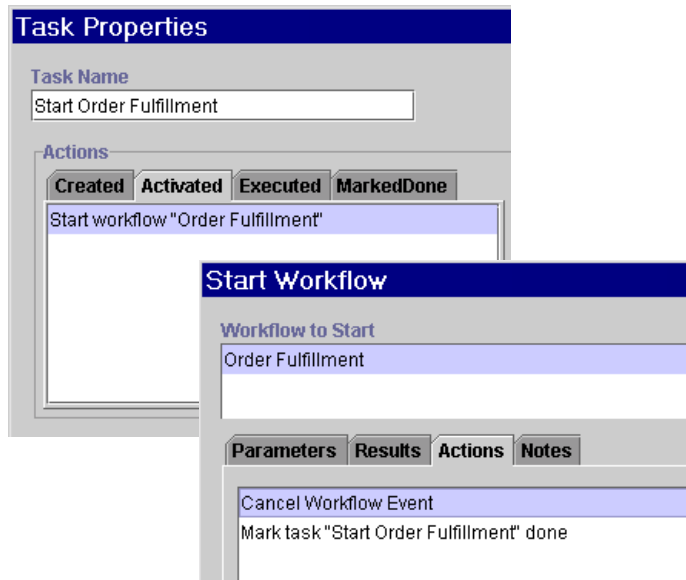 Task Properties
Task Name
Start Order Fulfillment
Actions
Created Activated Executed MarkedDone
Start workflow "Order Fulfillment"
Start Workflow
Workflow to Start
Order Fulfillment
Parameters Results Actions Notes
Cancel Workflow Event
Mark task "Start Order Fulfillment" done